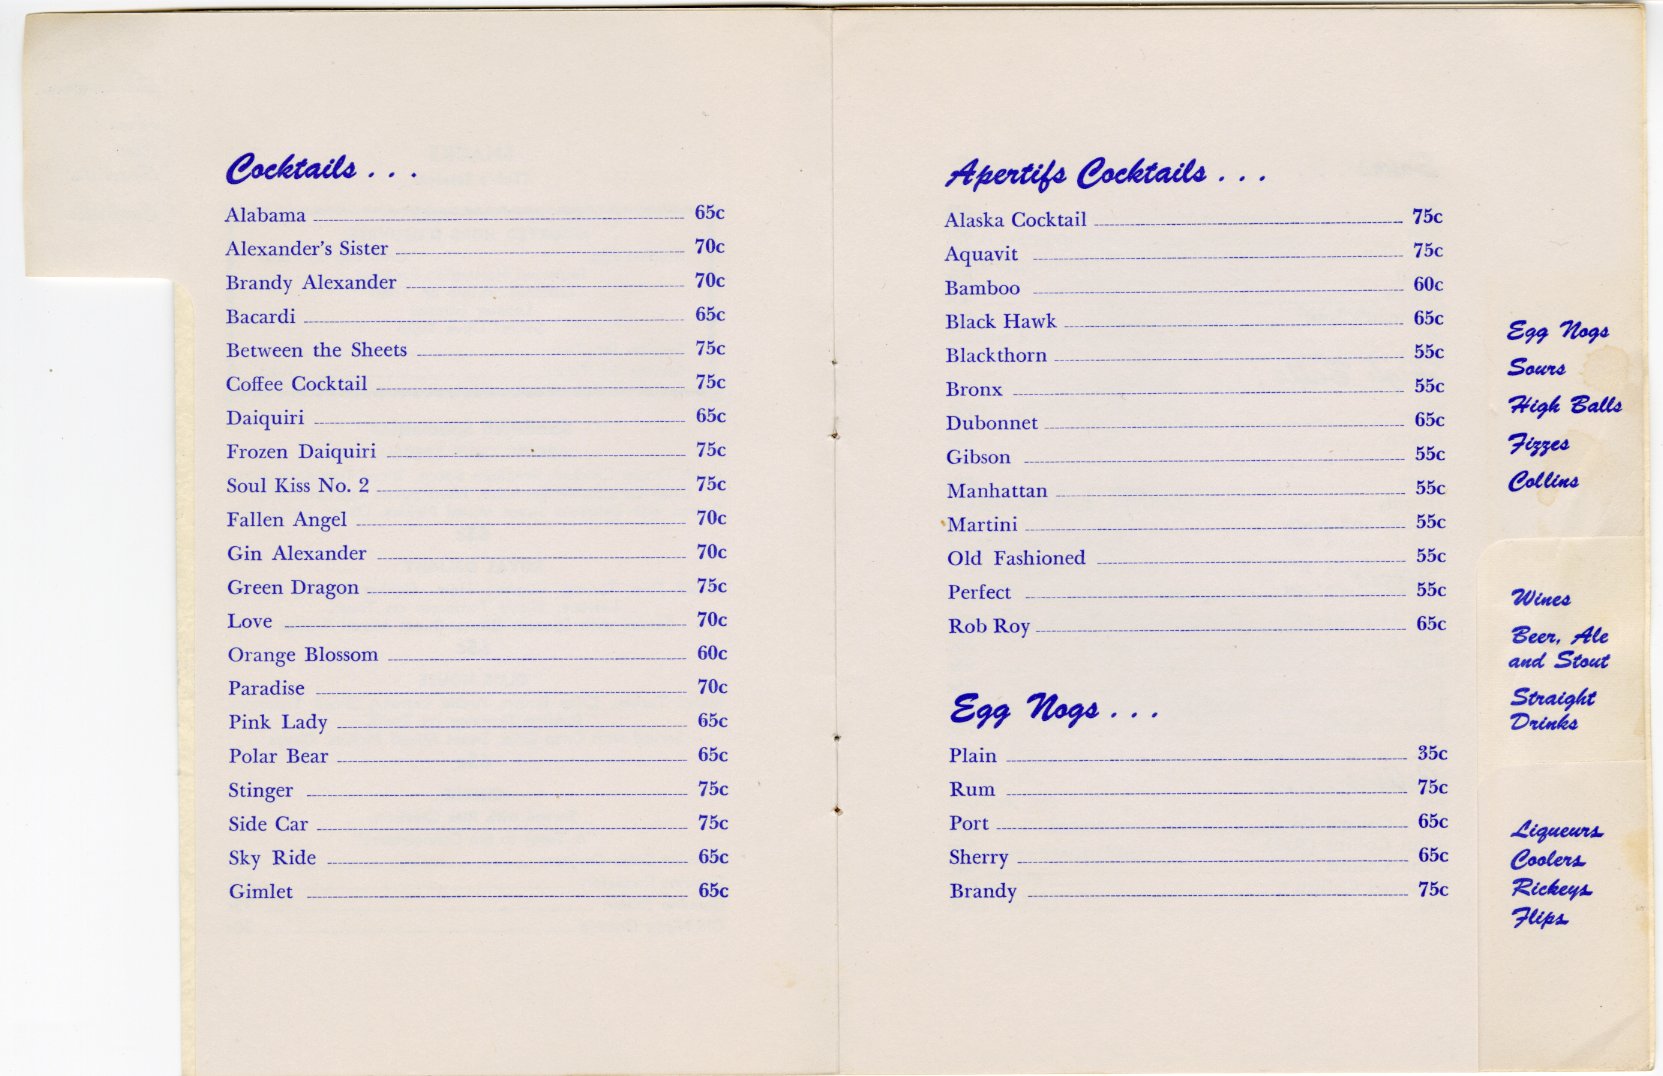 Cocktails . . .
Alabama 65c
Alexander's Sister 70c
Brandy Alexander 70c
Bacardi 65c
Between the Sheets 75c
Coffee Cocktail 75c
Daiquiri 65c
Frozen Daiquiri 75c
Soul Kiss No. 2 75c
Fallen Angel 70c
Gin Alexander 70c
Green Dragon 75c
Love 70c
Orange Blossom 60c
Paradise 70c
Pink Lady 65c
Polar Bear 65c
Stinger 75c
Side Car 75c
Sky Ride 65c
Gimlet 65c
Apertifs Cocktails . . .
Alaska Cocktail 75c
Aquavit 75c
Bamboo 60c
Black Hawk 65c
Blackthorn 55c
Bronx 55c
Dubonnet 65c
Gibson 55c
Manhattan 55c
Martini 55c
Old Fashioned 55c
Perfect 55c
Rob Roy 65c
Egg Nogs . . .
Plain 35c
Rum 75c
Port 65c
Sherry 65c
Brandy 75c
Egg Nogs
Sours
High Balls
Fizzes
Collins
Wines
Beer, Ale
and Stout
Straight
Drinks
Liqueurs
Coolers
Rickeys
Flips